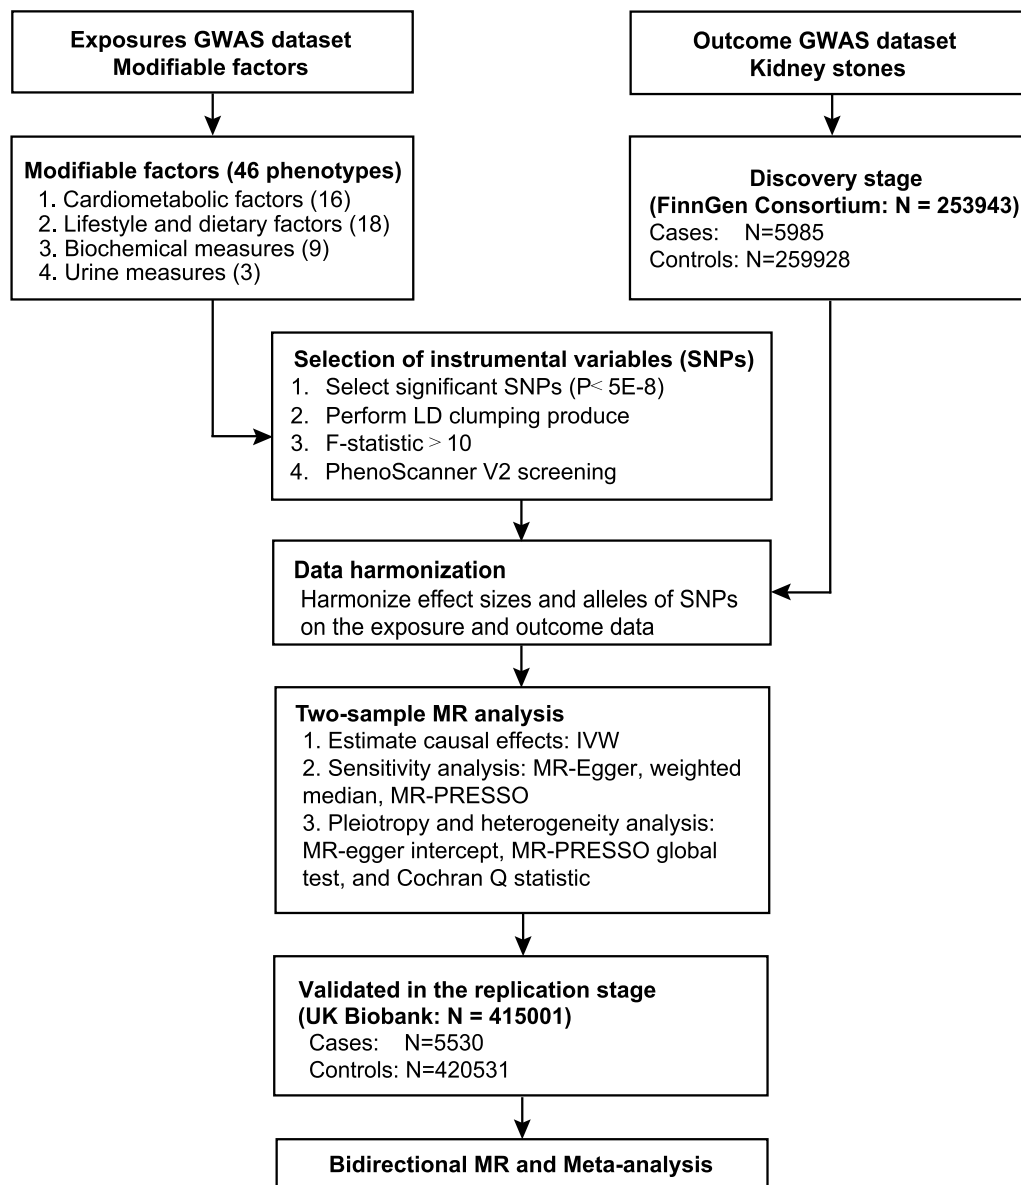 Exposures GWAS dataset
Modifiable factors
Outcome GWAS dataset
Kidney stones
Modifiable factors (46 phenotypes)
1. Cardiometabolic factors (16)
2. Lifestyle and dietary factors (18)
3. Biochemical measures (9)
4. Urine measures (3)
Discovery stage
(FinnGen Consortium: N = 253943)
Cases: N=5985
Controls: N=259928
Selection of instrumental variables (SNPs)
1. Select significant SNPs (P< 5E-8)
2. Perform LD clumping produce
3. F-statistic > 10
4. PhenoScanner V2 screening
Data harmonization
Harmonize effect sizes and alleles of SNPs
on the exposure and outcome data
Two-sample MR analysis
1. Estimate causal effects: IVW
2. Sensitivity analysis: MR-Egger, weighted
median, MR-PRESSO
3. Pleiotropy and heterogeneity analysis:
MR-egger intercept, MR-PRESSO global
test, and Cochran Q statistic
Validated in the replication stage
(UK Biobank: N = 415001)
Cases: N=5530
Controls: N=420531
Bidirectional MR and Meta-analysis